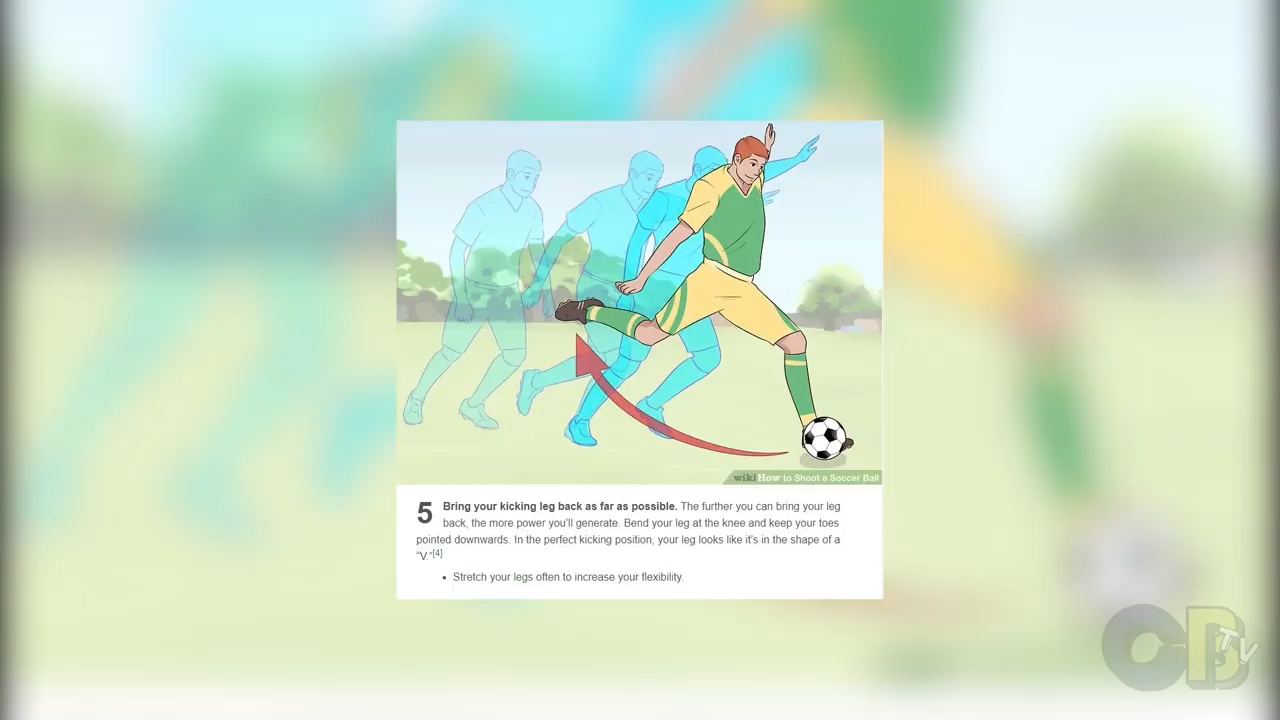 wikiHow to Shoot a Soccer Ball
5 Bring your kicking leg back as far as possible. The further you can bring your leg
back, the more power you'll generate. Bend your leg at the knee and keep your toes
pointed downwards. In the perfect kicking position, your leg looks like it's in the shape of a
"V."[4]
• Stretch your legs often to increase your flexibility.
CB TV